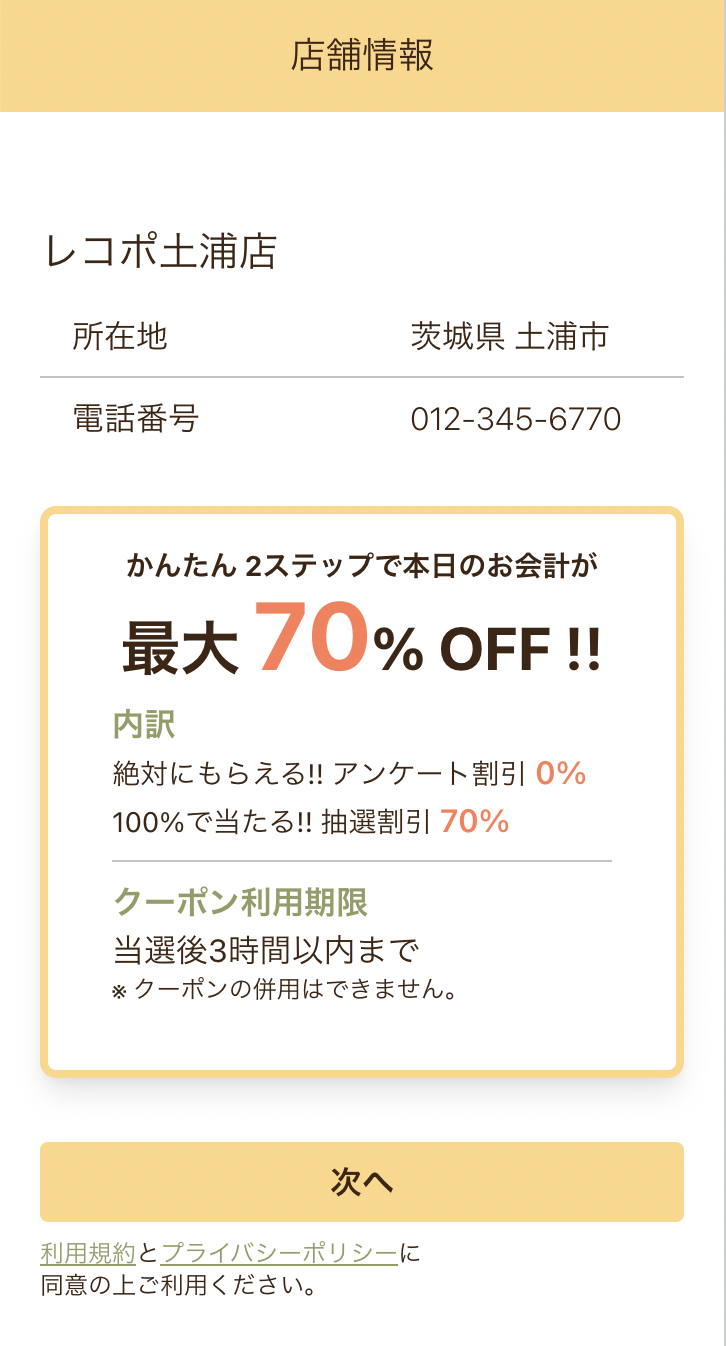 店舗情報
レコポ土浦店
所在地 茨城県 土浦市
電話番号 012-345-6770
かんたん 2ステップで本日のお会計が
最大 70% OFF !!
内訳
絶対にもらえる!! アンケート割引 0%
100%で当たる!! 抽選割引 70%
クーポン利用期限
当選後3時間以内まで
※ クーポンの併用はできません。
次へ
利用規約とプライバシーポリシーに
同意の上ご利用ください。